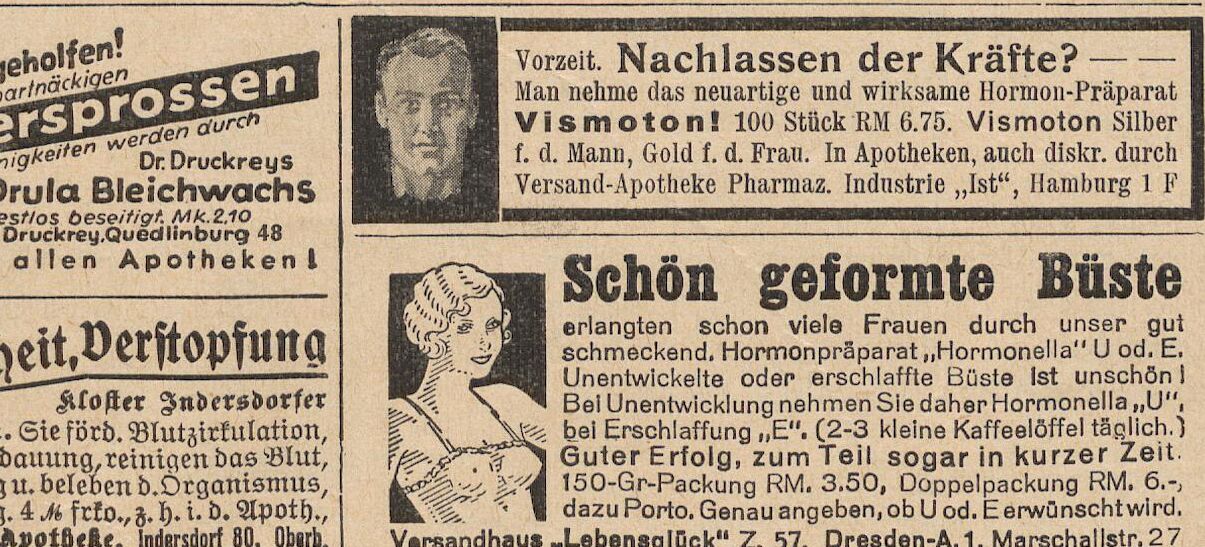 geholfen!
hartnäckigen
ersprossen
nigkeiten werden durch
Dr. Druckreys
Drula Bleichwachs
estlos beseitigt. Mk. 2,10
Druckrey, Quedlinburg 48
allen Apotheken!
heit, Verstopfung
Kloster Indersdorfer
. Sie förd. Blutzirkulation,
dauung, reinigen das Blut,
g u. beleben d. Organismus,
g. 4 M frko., z. h. i. d. Apoth.,
Apotheke, Indersdorf 80, Oberb.
Vorzeit. Nachlassen der Kräfte? — —
Man nehme das neuartige und wirksame Hormon-Präparat
Vismoton! 100 Stück RM 6.75. Vismoton Silber
f. d. Mann, Gold f. d. Frau. In Apotheken, auch diskr. durch
Versand-Apotheke Pharmaz. Industrie „Ist“, Hamburg 1 F
Schön geformte Büste
erlangten schon viele Frauen durch unser gut
schmeckend. Hormonpräparat „Hormonella“ U od. E.
Unentwickelte oder erschlaffte Büste ist unschön!
Bei Unentwicklung nehmen Sie daher Hormonella „U“,
bei Erschlaffung „E“. (2-3 kleine Kaffeelöffel täglich.)
Guter Erfolg, zum Teil sogar in kurzer Zeit.
150-Gr-Packung RM. 3.50, Doppelpackung RM. 6.-,
dazu Porto. Genau angeben, ob U od. E erwünscht wird.
Versandhaus „Lebensglück“ Z. 57, Dresden-A. 1, Marschallstr. 27